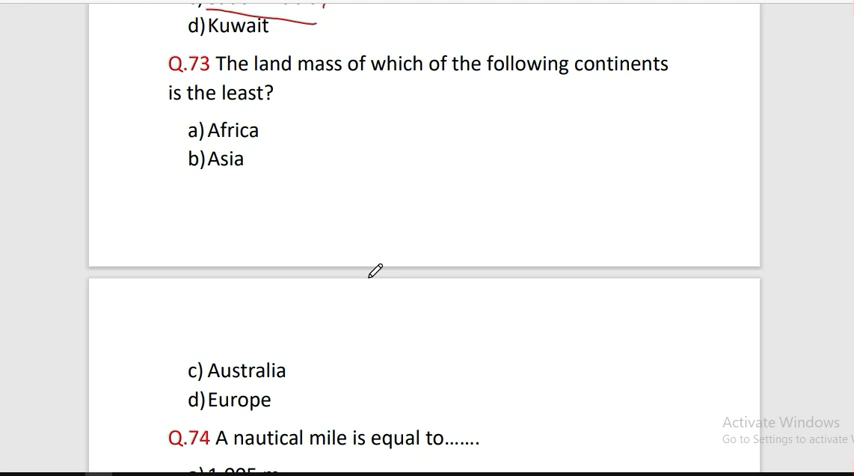 d) Kuwait
Q.73 The land mass of which of the following continents
is the least?
a) Africa
b) Asia
c) Australia
d) Europe
Activate Windows
Go to Settings to activate
Q.74 A nautical mile is equal to.......